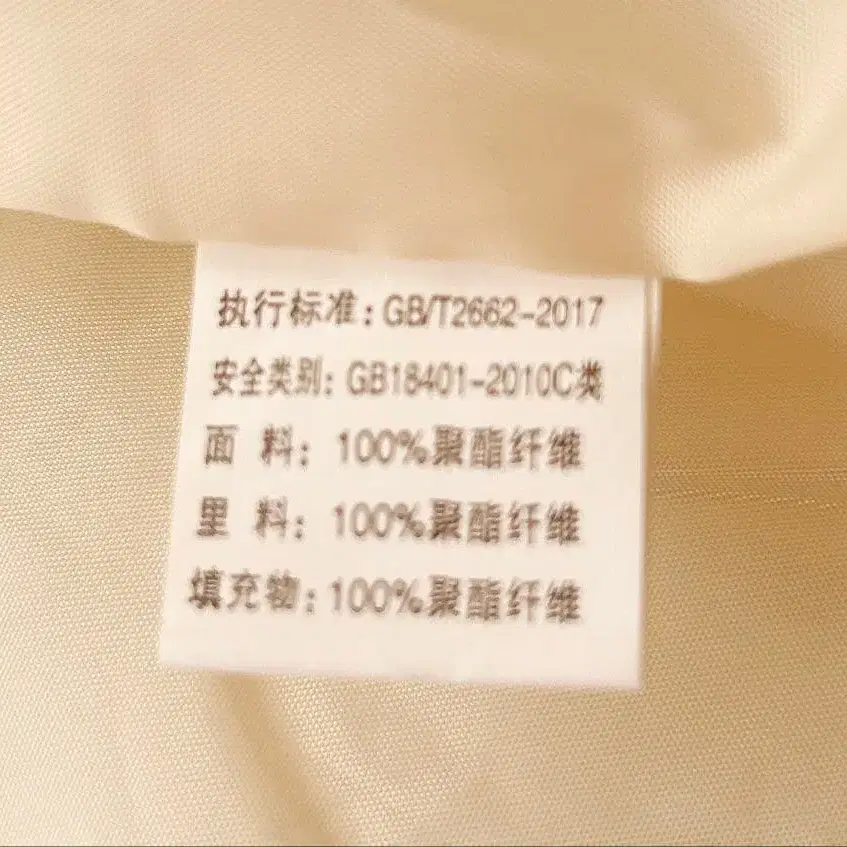 执行标准：GB/T2662-2017
安全类别：GB18401-2010C类
面 料：100%聚酯纤维
里 料：100%聚酯纤维
填充物：100%聚酯纤维